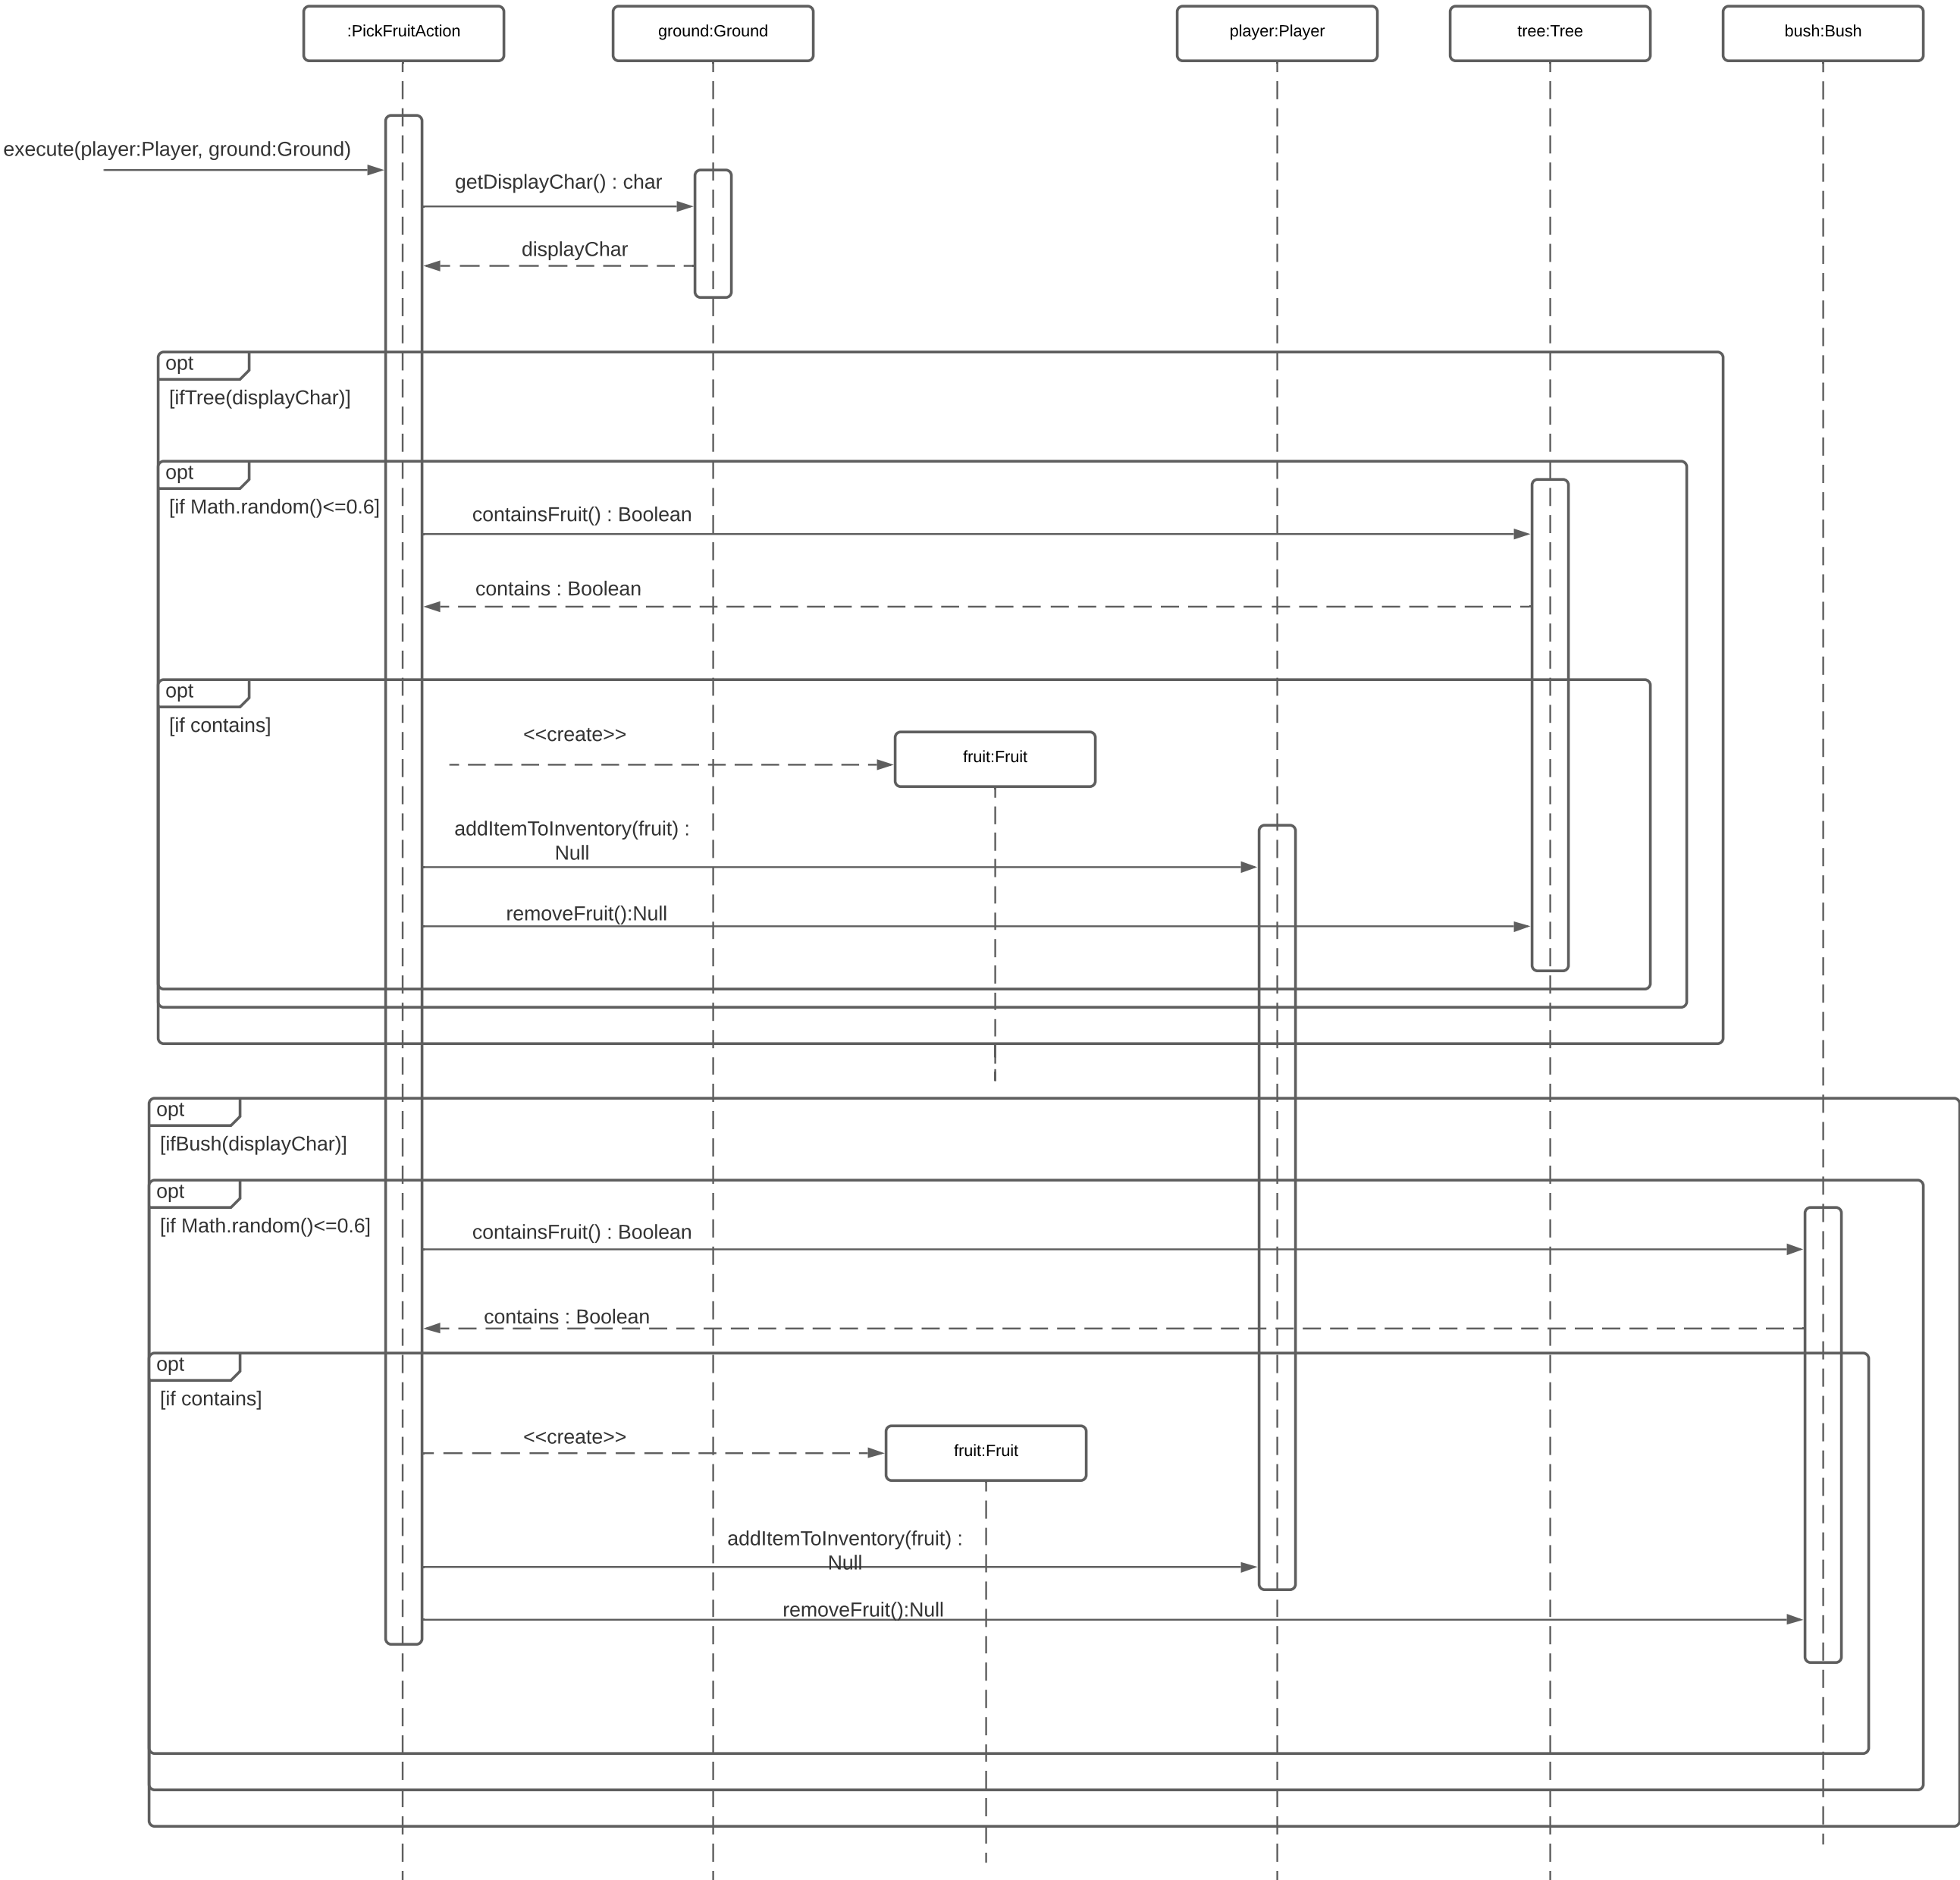 :PickFruitAction
ground:Ground
player:Player
tree:Tree
bush:Bush
execute(player:Player, ground:Ground)
getDisplayChar() : char
displayChar
opt
[ifTree(displayChar)]
opt
[if Math.random()<=0.6]
containsFruit() : Boolean
contains : Boolean
opt
[if contains]
<<create>>
fruit:Fruit
addItemToInventory(fruit) :
Null
removeFruit():Null
opt
[ifBush(displayChar)]
opt
[if Math.random()<=0.6]
containsFruit() : Boolean
contains : Boolean
opt
[if contains]
<<create>>
fruit:Fruit
addItemToInventory(fruit) :
Null
removeFruit():Null